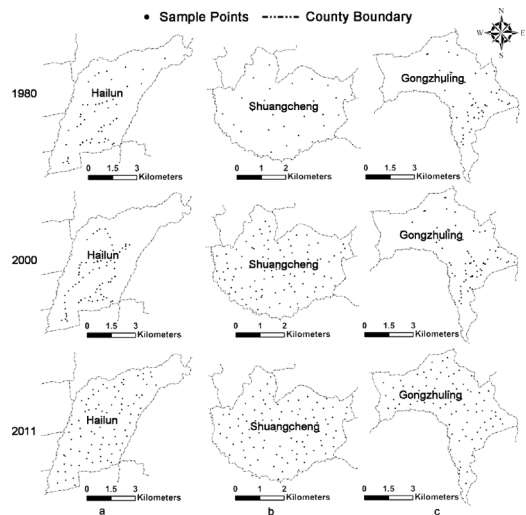 Sample Points County Boundary
N
W E
S
1980
Hailun
Shuangcheng
Gongzhuling
0 1.5 3
Kilometers
0 1 2
Kilometers
0 1.5 3
Kilometers
2000
Hailun
Shuangcheng
Gongzhuling
0 1.5 3
Kilometers
0 1 2
Kilometers
0 1.5 3
Kilometers
2011
Hailun
Shuangcheng
Gongzhuling
0 1.5 3
Kilometers
0 1 2
Kilometers
0 1.5 3
Kilometers
a b c